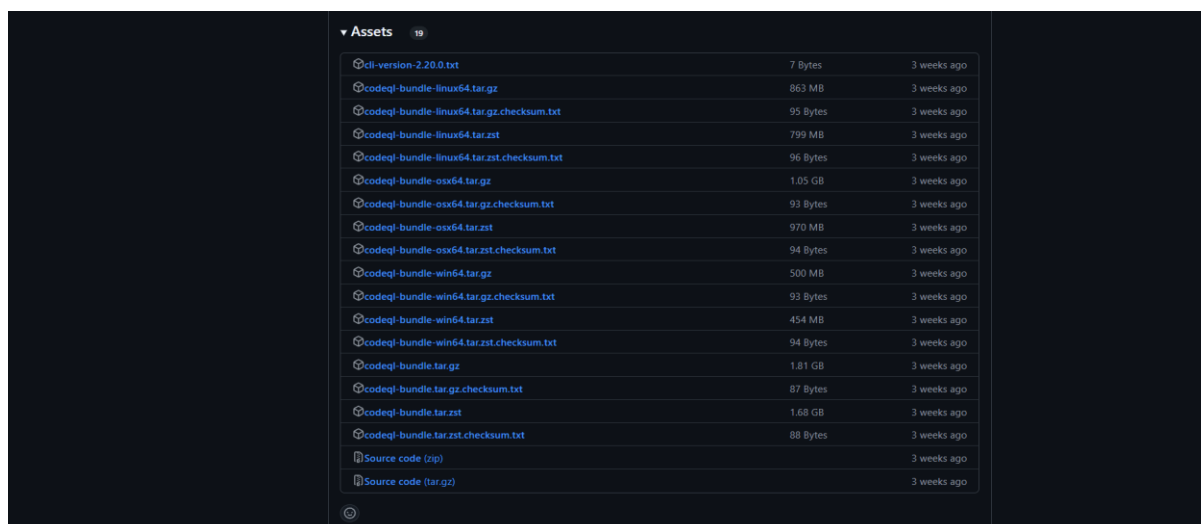 Assets 19
cli-version-2.20.0.txt 7 Bytes 3 weeks ago
codeql-bundle-linux64.tar.gz 863 MB 3 weeks ago
codeql-bundle-linux64.tar.gz.checksum.txt 95 Bytes 3 weeks ago
codeql-bundle-linux64.tar.zst 799 MB 3 weeks ago
codeql-bundle-linux64.tar.zst.checksum.txt 96 Bytes 3 weeks ago
codeql-bundle-osx64.tar.gz 1.05 GB 3 weeks ago
codeql-bundle-osx64.tar.gz.checksum.txt 93 Bytes 3 weeks ago
codeql-bundle-osx64.tar.zst 970 MB 3 weeks ago
codeql-bundle-osx64.tar.zst.checksum.txt 94 Bytes 3 weeks ago
codeql-bundle-win64.tar.gz 500 MB 3 weeks ago
codeql-bundle-win64.tar.gz.checksum.txt 93 Bytes 3 weeks ago
codeql-bundle-win64.tar.zst 454 MB 3 weeks ago
codeql-bundle-win64.tar.zst.checksum.txt 94 Bytes 3 weeks ago
codeql-bundle.tar.gz 1.81 GB 3 weeks ago
codeql-bundle.tar.gz.checksum.txt 87 Bytes 3 weeks ago
codeql-bundle.tar.zst 1.68 GB 3 weeks ago
codeql-bundle.tar.zst.checksum.txt 88 Bytes 3 weeks ago
Source code (zip) 3 weeks ago
Source code (tar.gz) 3 weeks ago